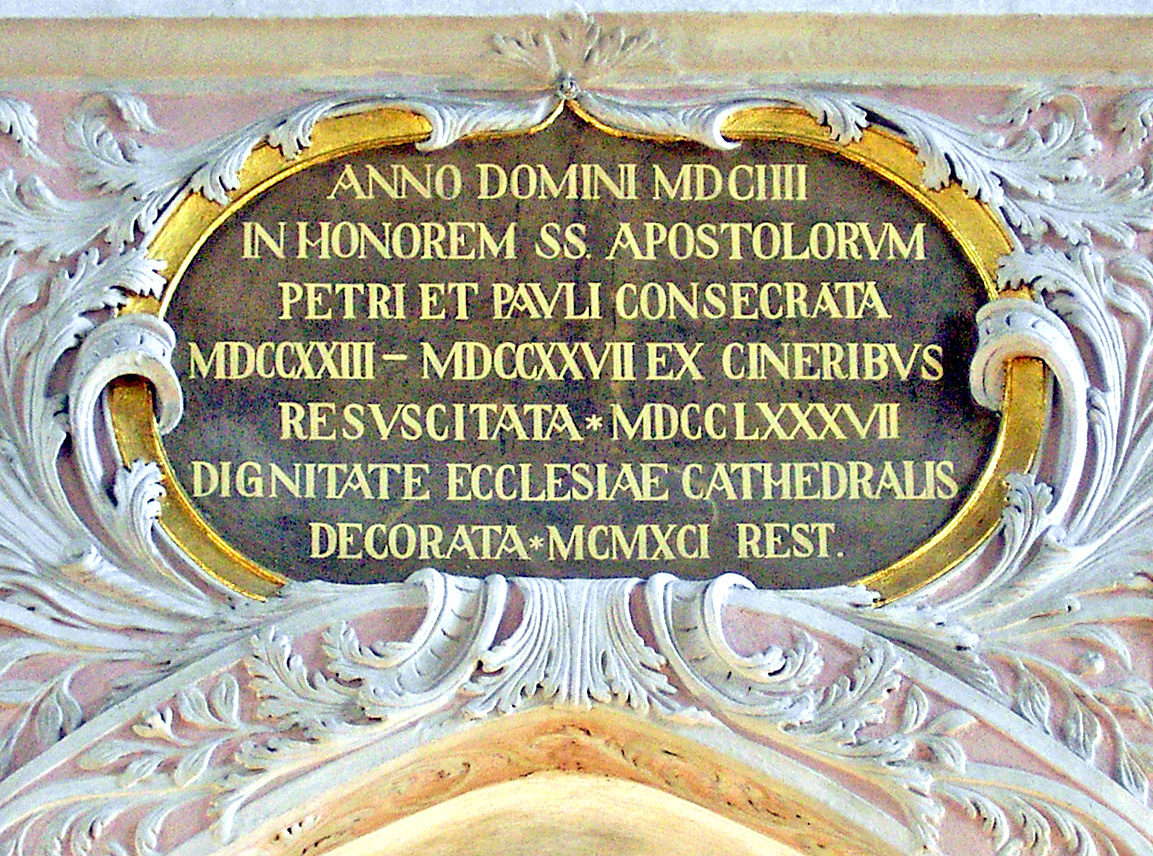 ANNO DOMINI MDCIIII
IN HONOREM SS. APOSTOLORVM
PETRI ET PAVLI CONSECRATA
MDCCXXIII – MDCCXXVII EX CINERIBVS
RESVSCITATA * MDCCLXXXVII
DIGNITATE ECCLESIAE CATHEDRALIS
DECORATA * MCMXCI REST.